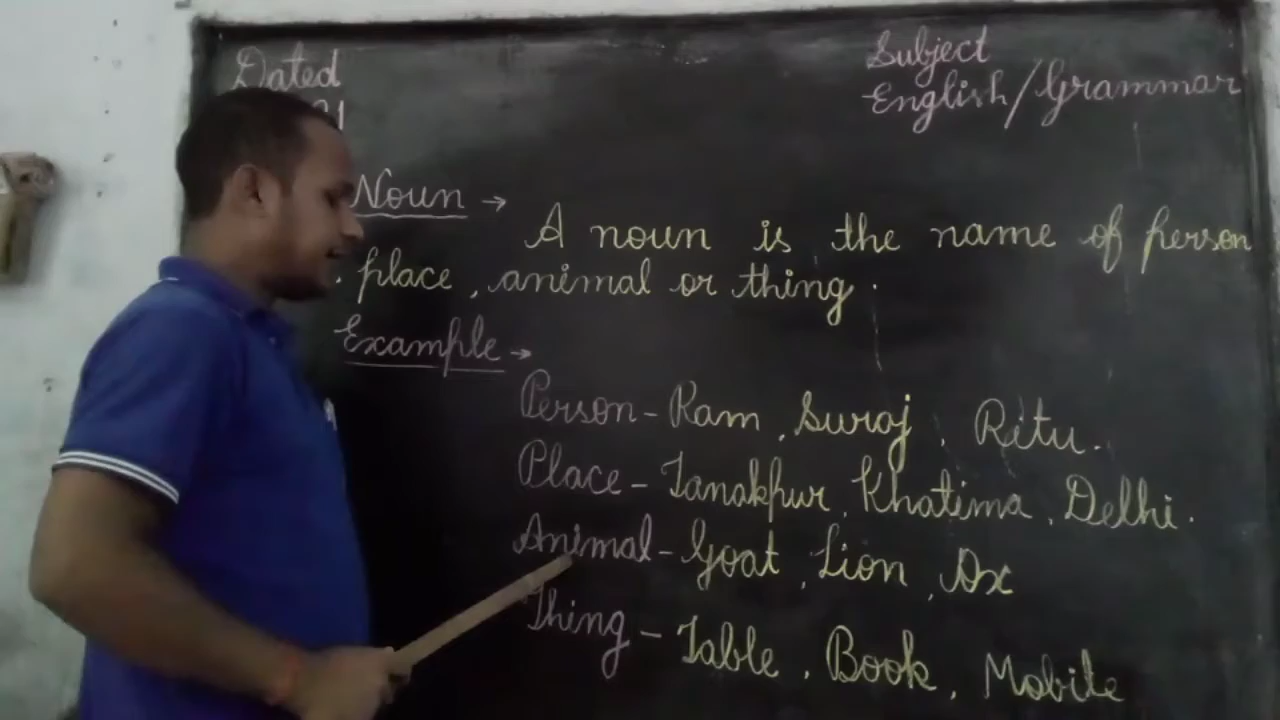 Dated
Subject
English/Grammar
Noun → A noun is the name of person
, place, animal or thing.
Example →
Person - Ram, Suraj, Ritu.
Place - Tanakpur, Khatima, Delhi.
Animal - Goat, Lion, Ox
Thing - Table, Book, Mobile